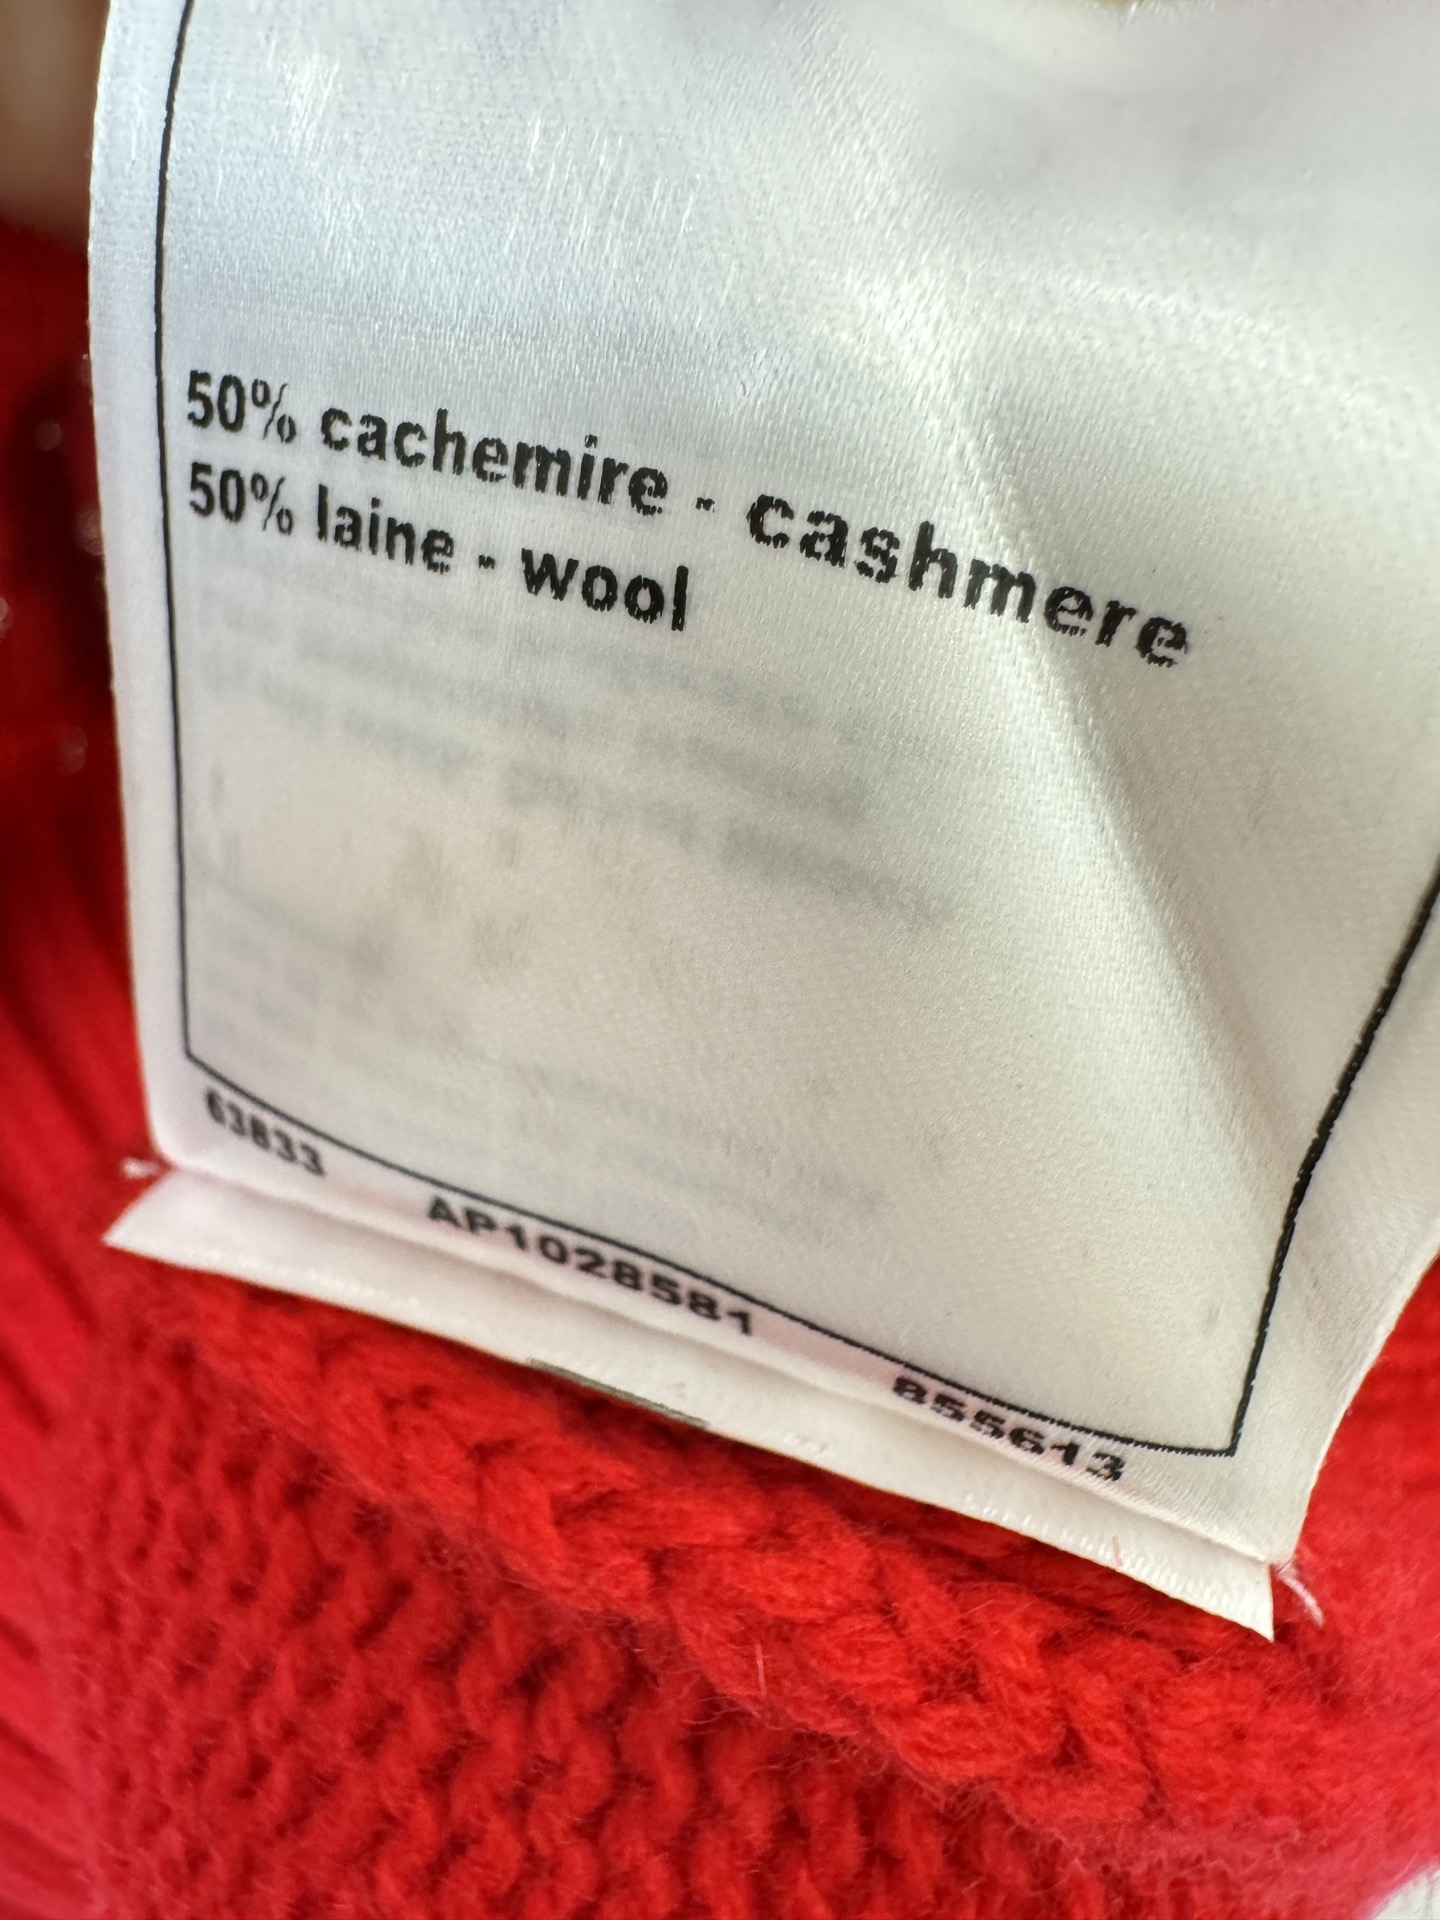 50% cachemire - cashmere
50% laine - wool
63833 AP1028581 855613